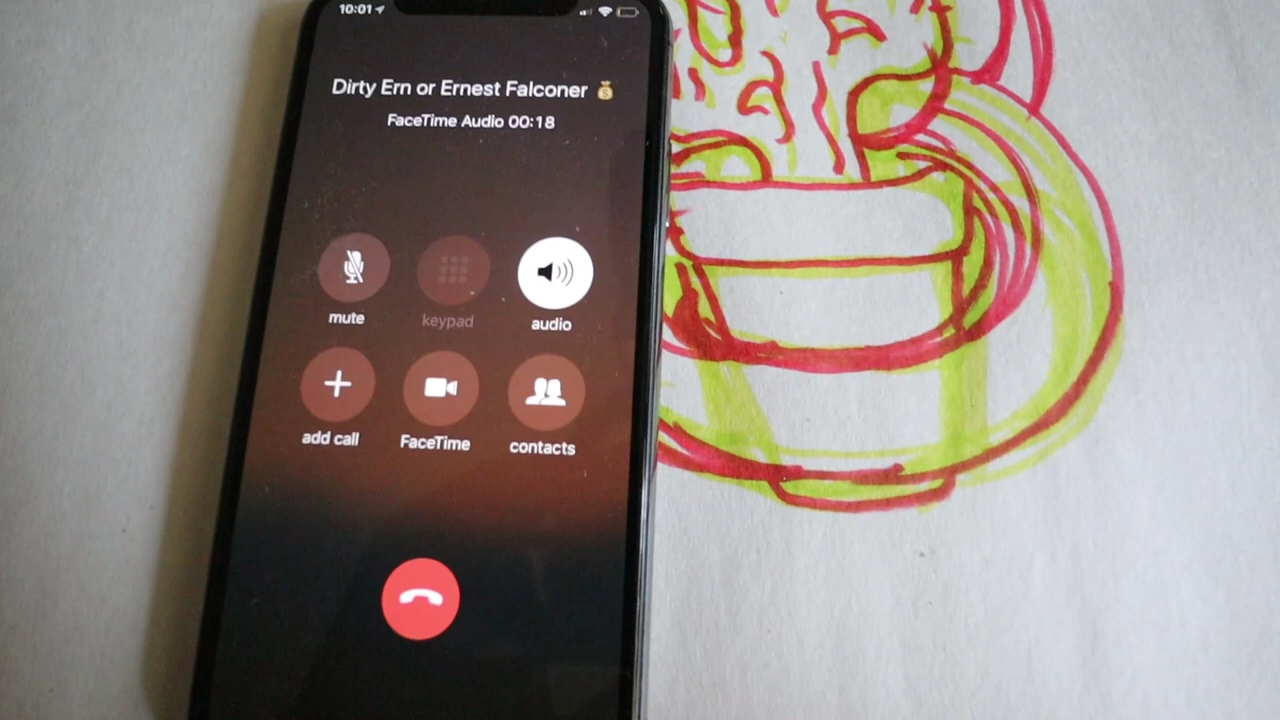 10:01
Dirty Ern or Ernest Falconer 💰
FaceTime Audio 00:18
mute
keypad
audio
add call
FaceTime
contacts